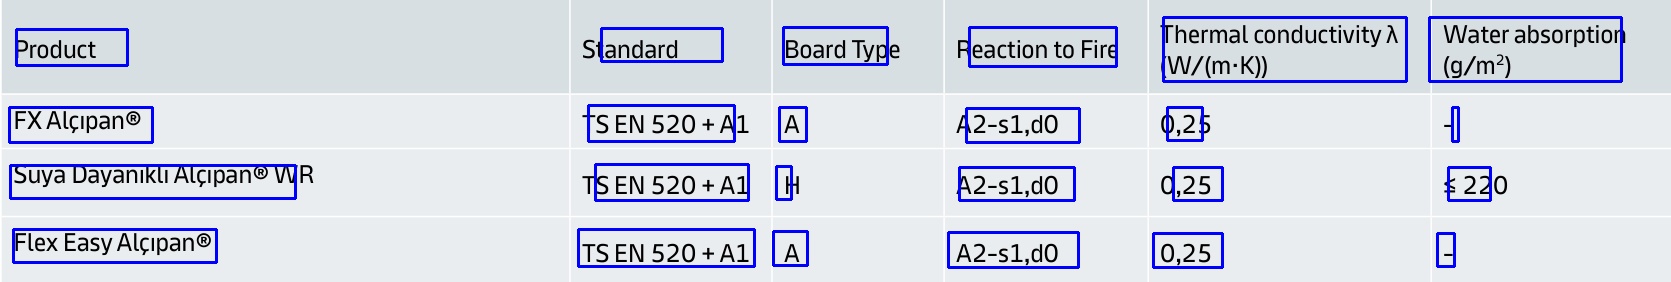 Product Standard Board Type Reaction to Fire Thermal conductivity λ (W/(m·K)) Water absorption (g/m²)
FX Alçıpan® TS EN 520 + A1 A A2-s1,d0 0,25 -
Suya Dayanıklı Alçıpan® WR TS EN 520 + A1 H A2-s1,d0 0,25 ≤ 220
Flex Easy Alçıpan® TS EN 520 + A1 A A2-s1,d0 0,25 -